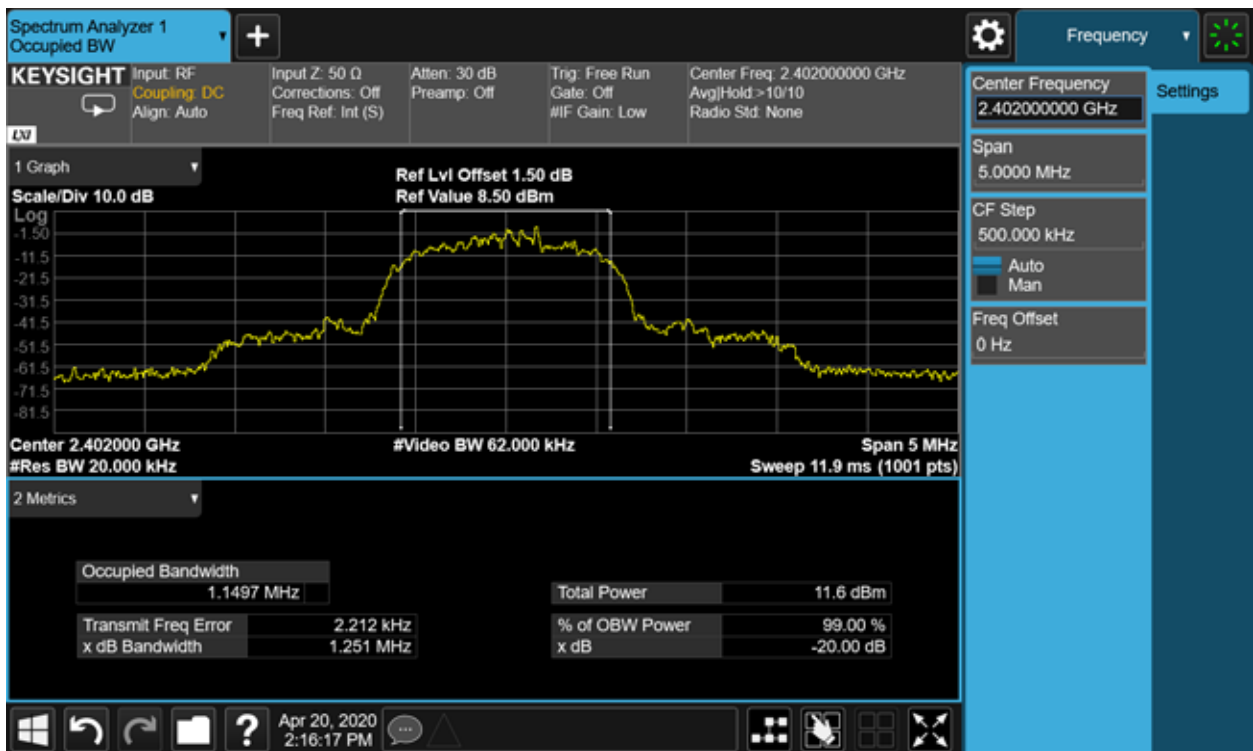 Spectrum Analyzer 1
Occupied BW
+
Frequency
KEYSIGHT
LXI
Input: RF
Coupling: DC
Align: Auto
Input Z: 50 Ω
Corrections: Off
Freq Ref: Int (S)
Atten: 30 dB
Preamp: Off
Trig: Free Run
Gate: Off
#IF Gain: Low
Center Freq: 2.402000000 GHz
Avg|Hold:>10/10
Radio Std: None
Center Frequency
2.402000000 GHz
Settings
Span
5.0000 MHz
CF Step
500.000 kHz
Auto
Man
Freq Offset
0 Hz
1 Graph
Scale/Div 10.0 dB
Ref Lvl Offset 1.50 dB
Ref Value 8.50 dBm
Log
-1.50
-11.5
-21.5
-31.5
-41.5
-51.5
-61.5
-71.5
-81.5
Center 2.402000 GHz
#Video BW 62.000 kHz
Span 5 MHz
#Res BW 20.000 kHz
Sweep 11.9 ms (1001 pts)
2 Metrics
Occupied Bandwidth
1.1497 MHz
Total Power 11.6 dBm
Transmit Freq Error 2.212 kHz
% of OBW Power 99.00 %
x dB Bandwidth 1.251 MHz
x dB -20.00 dB
?
Apr 20, 2020
2:16:17 PM